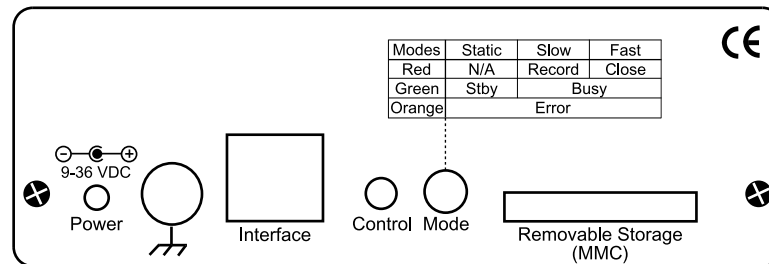 Modes Static Slow Fast
Red N/A Record Close
Green Stby Busy
Orange Error
CE
9-36 VDC
Power
Interface
Control
Mode
Removable Storage
(MMC)